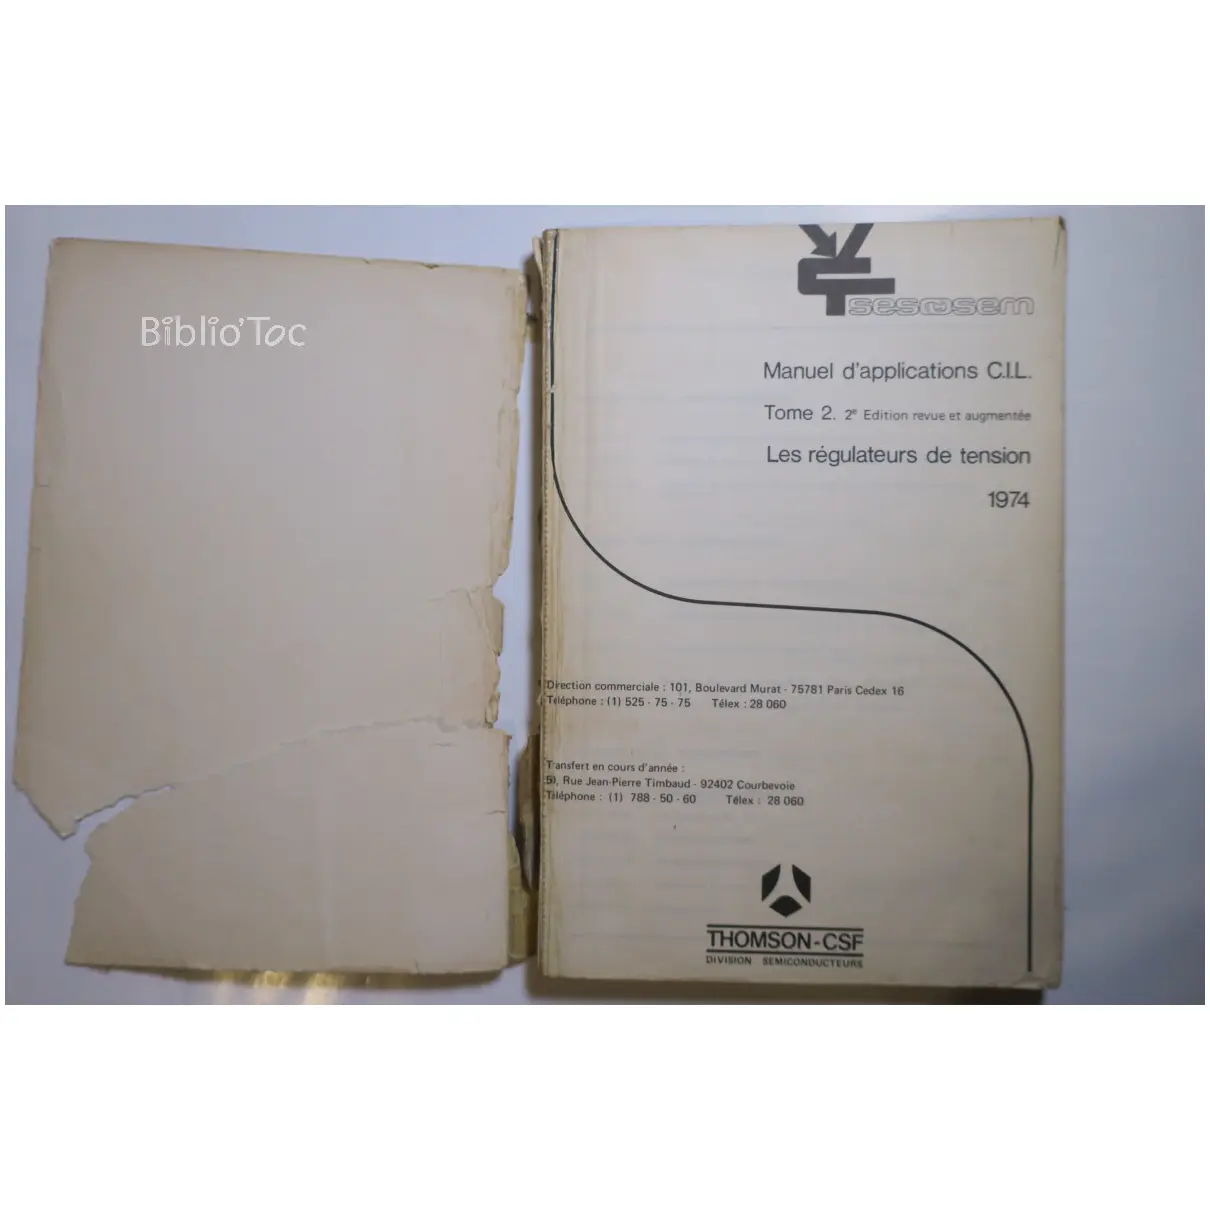 Biblio'Toc
sescosem
Manuel d'applications C.I.L.
Tome 2. 2e Edition revue et augmentée
Les régulateurs de tension
1974
Direction commerciale : 101, Boulevard Murat - 75781 Paris Cedex 16
Téléphone : (1) 525 - 75 - 75 Télex : 28 060
Transfert en cours d'année :
50, Rue Jean-Pierre Timbaud - 92402 Courbevoie
Téléphone : (1) 788 - 50 - 60 Télex : 28 060
THOMSON-CSF
DIVISION SEMICONDUCTEURS